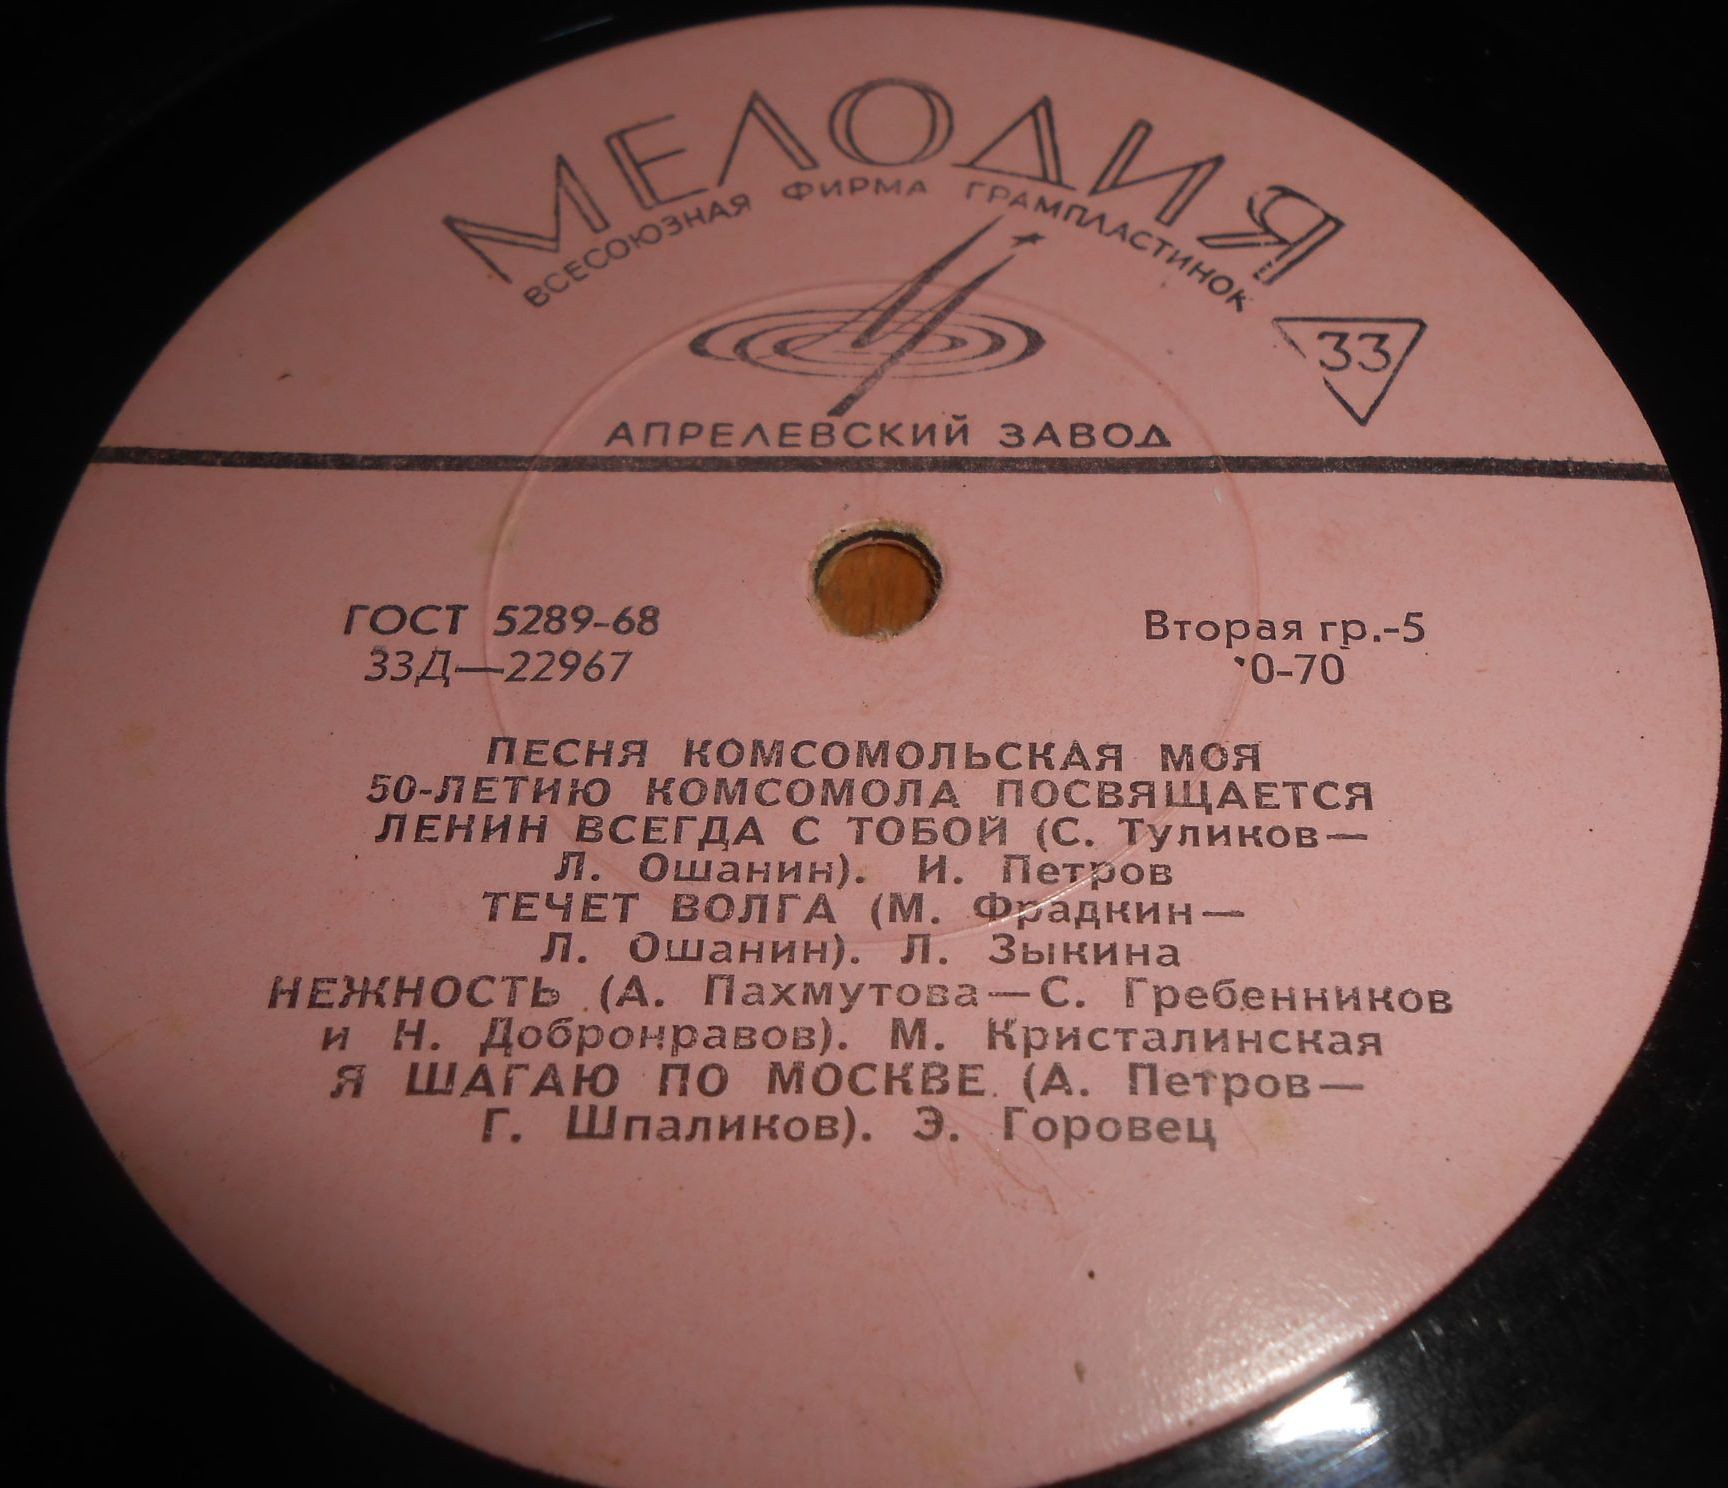 МЕЛОДИЯ
ВСЕСОЮЗНАЯ ФИРМА ГРАМПЛАСТИНОК
33
АПРЕЛЕВСКИЙ ЗАВОД
ГОСТ 5289-68 Вторая гр.-5
33Д—22967 0-70
ПЕСНЯ КОМСОМОЛЬСКАЯ МОЯ
50-ЛЕТИЮ КОМСОМОЛА ПОСВЯЩАЕТСЯ
ЛЕНИН ВСЕГДА С ТОБОЙ (С. Туликов—
Л. Ошанин). И. Петров
ТЕЧЕТ ВОЛГА (М. Фрадкин—
Л. Ошанин). Л. Зыкина
НЕЖНОСТЬ (А. Пахмутова—С. Гребенников
и Н. Добронравов). М. Кристалинская
Я ШАГАЮ ПО МОСКВЕ (А. Петров—
Г. Шпаликов). Э. Горовец